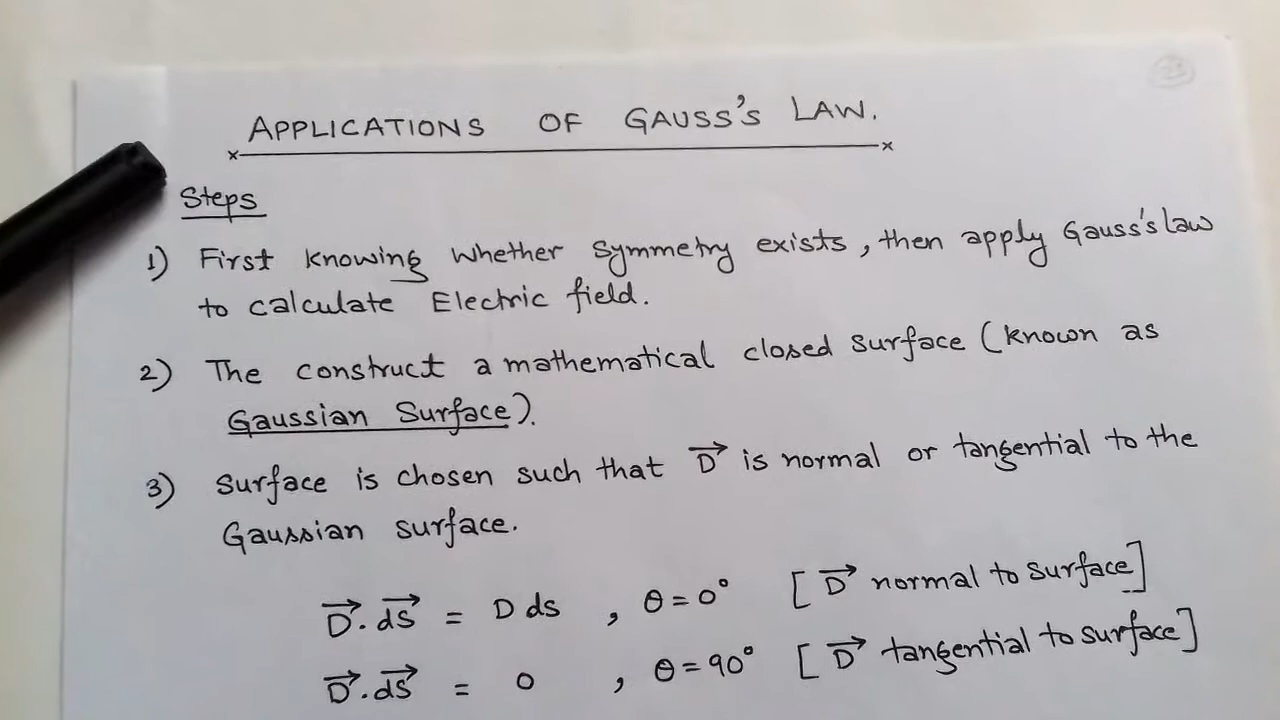 APPLICATIONS OF GAUSS'S LAW.
Steps
1) First knowing whether symmetry exists, then apply Gauss's law
to calculate Electric field.
2) The construct a mathematical closed surface (known as
Gaussian Surface).
3) Surface is chosen such that D⃗ is normal or tangential to the
Gaussian surface.
D⃗. ds⃗ = D ds , θ = 0° [D⃗ normal to surface]
D⃗. ds⃗ = 0 , θ = 90° [D⃗ tangential to surface]